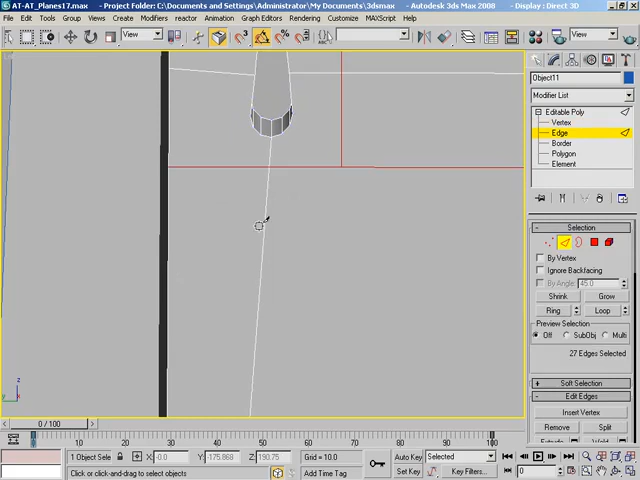 AT-AT_Planes17.max - Project Folder: C:\Documents and Settings\Administrator\My Documents\3dsmax - Autodesk 3ds Max 2008 - Display : Direct 3D
File Edit Tools Group Views Create Modifiers reactor Animation Graph Editors Rendering Customize MAXScript Help
View
View
Object11
Modifier List
Editable Poly
Vertex
Edge
Border
Polygon
Element
Selection
By Vertex
Ignore Backfacing
By Angle: 45.0
Shrink Grow
Ring Loop
Preview Selection
Off SubObj Multi
27 Edges Selected
+ Soft Selection
- Edit Edges
Insert Vertex
Remove Split
z
x
y
0 / 100
0 10 20 30 40 50 60 70 80 90 100
1 Object Selected X: -0.0 Y: -175.868 Z: 190.75 Grid = 10.0 Auto Key Selected
Click or click-and-drag to select objects Add Time Tag Set Key Key Filters... 0